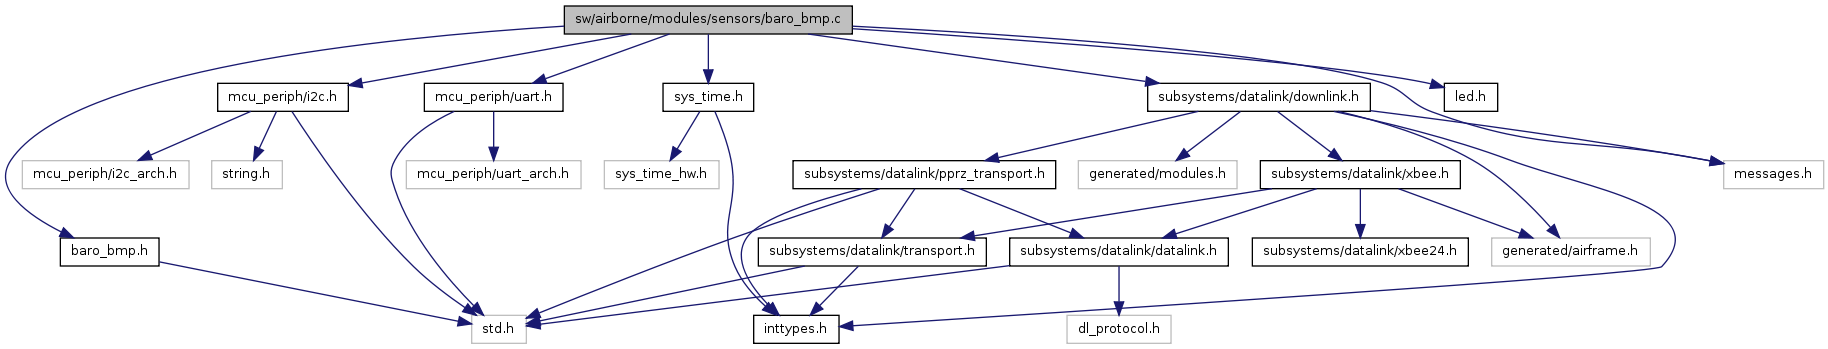 sw/airborne/modules/sensors/baro_bmp.c
mcu_periph/i2c.h
mcu_periph/uart.h
sys_time.h
subsystems/datalink/downlink.h
led.h
mcu_periph/i2c_arch.h
string.h
mcu_periph/uart_arch.h
sys_time_hw.h
subsystems/datalink/pprz_transport.h
generated/modules.h
subsystems/datalink/xbee.h
messages.h
baro_bmp.h
subsystems/datalink/transport.h
subsystems/datalink/datalink.h
subsystems/datalink/xbee24.h
generated/airframe.h
std.h
inttypes.h
dl_protocol.h